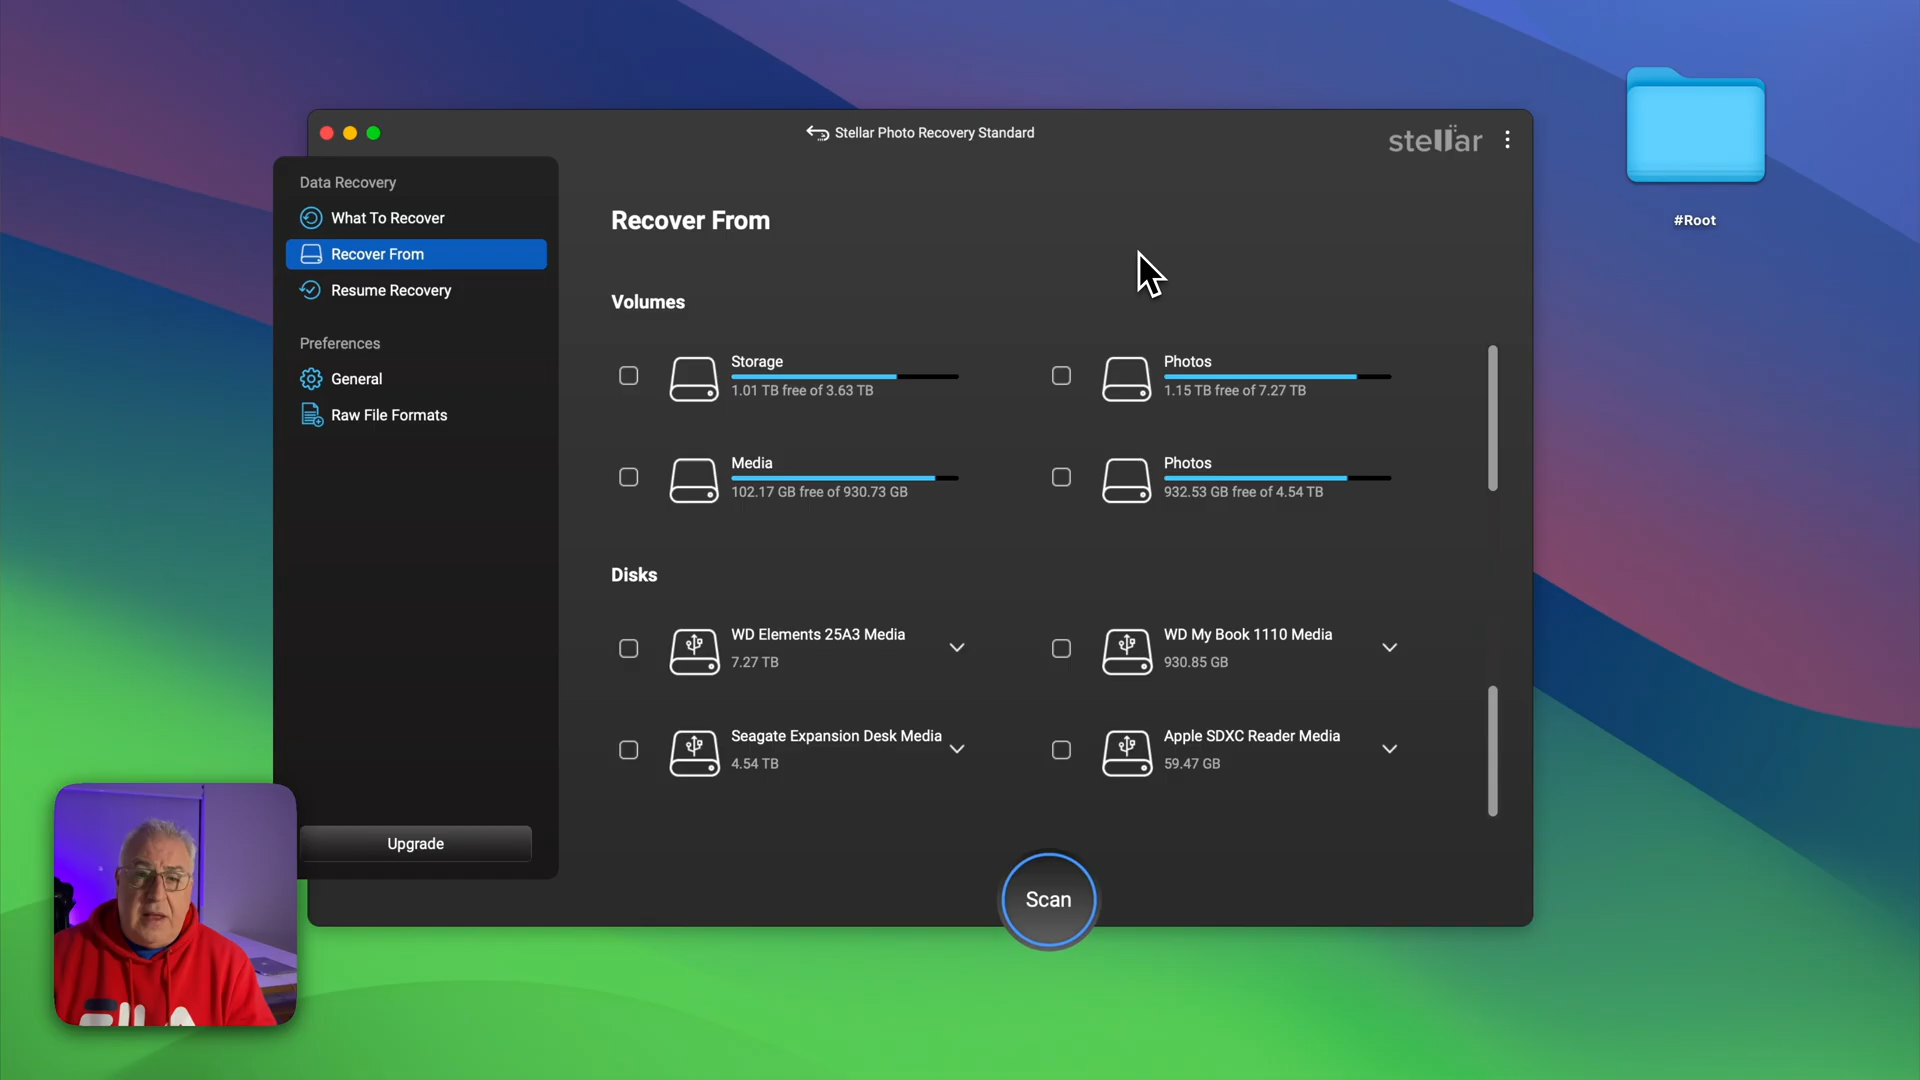 Stellar Photo Recovery Standard
stellar
Data Recovery
What To Recover
Recover From
Resume Recovery
Preferences
General
Raw File Formats
Upgrade
Recover From
Volumes
Storage
1.01 TB free of 3.63 TB
Photos
1.15 TB free of 7.27 TB
Media
102.17 GB free of 930.73 GB
Photos
932.53 GB free of 4.54 TB
Disks
WD Elements 25A3 Media
7.27 TB
WD My Book 1110 Media
930.85 GB
Seagate Expansion Desk Media
4.54 TB
Apple SDXC Reader Media
59.47 GB
Scan
#Root
FILA